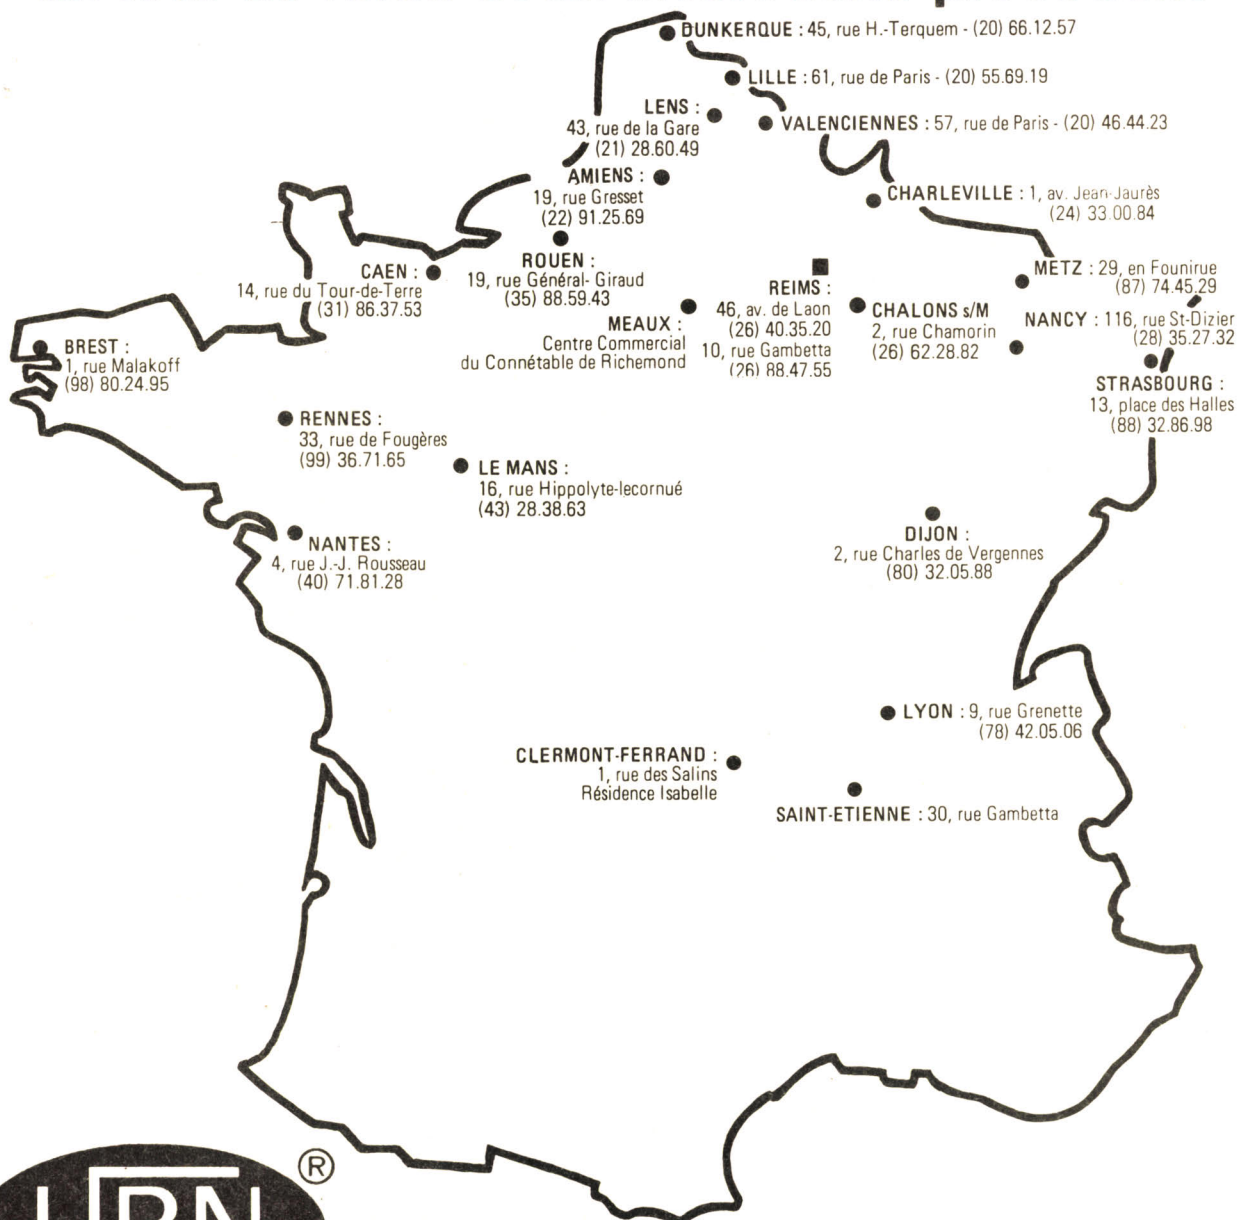 DUNKERQUE : 45, rue H.-Terquem - (20) 66.12.57
LILLE : 61, rue de Paris - (20) 55.69.19
LENS :
43, rue de la Gare
(21) 28.60.49
VALENCIENNES : 57, rue de Paris - (20) 46.44.23
AMIENS :
19, rue Gresset
(22) 91.25.69
CHARLEVILLE : 1, av. Jean-Jaurès
(24) 33.00.84
ROUEN :
19, rue Général- Giraud
(35) 88.59.43
CAEN :
14, rue du Tour-de-Terre
(31) 86.37.53
REIMS :
46, av. de Laon
(26) 40.35.20
10, rue Gambetta
(26) 88.47.55
METZ : 29, en Founirue
(87) 74.45.29
MEAUX :
Centre Commercial
du Connétable de Richemond
CHALONS s/M
2, rue Chamorin
(26) 62.28.82
NANCY : 116, rue St-Dizier
(28) 35.27.32
BREST :
1, rue Malakoff
(98) 80.24.95
STRASBOURG :
13, place des Halles
(88) 32.86.98
RENNES :
33, rue de Fougères
(99) 36.71.65
LE MANS :
16, rue Hippolyte-lecornué
(43) 28.38.63
NANTES :
4, rue J.-J. Rousseau
(40) 71.81.28
DIJON :
2, rue Charles de Vergennes
(80) 32.05.88
LYON : 9, rue Grenette
(78) 42.05.06
CLERMONT-FERRAND :
1, rue des Salins
Résidence Isabelle
SAINT-ETIENNE : 30, rue Gambetta
®